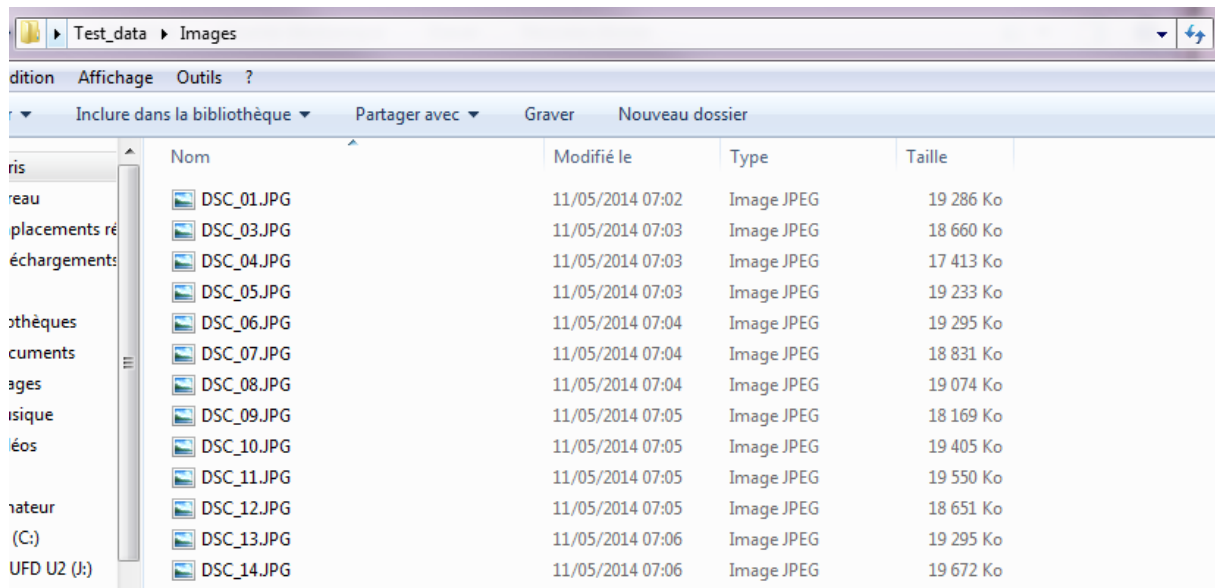 Test_data Images
dition Affichage Outils ?
r Inclure dans la bibliothèque Partager avec Graver Nouveau dossier
Nom Modifié le Type Taille
ris
reau DSC_01.JPG 11/05/2014 07:02 Image JPEG 19 286 Ko
placements ré DSC_03.JPG 11/05/2014 07:03 Image JPEG 18 660 Ko
échargements DSC_04.JPG 11/05/2014 07:03 Image JPEG 17 413 Ko
DSC_05.JPG 11/05/2014 07:03 Image JPEG 19 233 Ko
othèques DSC_06.JPG 11/05/2014 07:04 Image JPEG 19 295 Ko
cuments DSC_07.JPG 11/05/2014 07:04 Image JPEG 18 831 Ko
ages DSC_08.JPG 11/05/2014 07:04 Image JPEG 19 074 Ko
usique DSC_09.JPG 11/05/2014 07:05 Image JPEG 18 169 Ko
léos DSC_10.JPG 11/05/2014 07:05 Image JPEG 19 405 Ko
DSC_11.JPG 11/05/2014 07:05 Image JPEG 19 550 Ko
nateur DSC_12.JPG 11/05/2014 07:05 Image JPEG 18 651 Ko
(C:) DSC_13.JPG 11/05/2014 07:06 Image JPEG 19 295 Ko
UFD U2 (J:) DSC_14.JPG 11/05/2014 07:06 Image JPEG 19 672 Ko